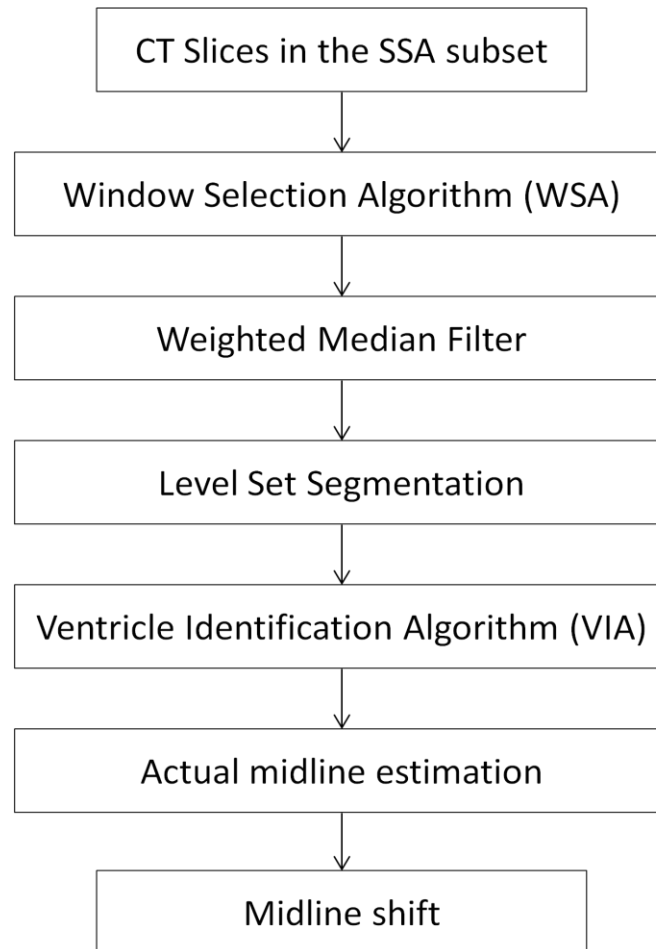 CT Slices in the SSA subset
Window Selection Algorithm (WSA)
Weighted Median Filter
Level Set Segmentation
Ventricle Identification Algorithm (VIA)
Actual midline estimation
Midline shift